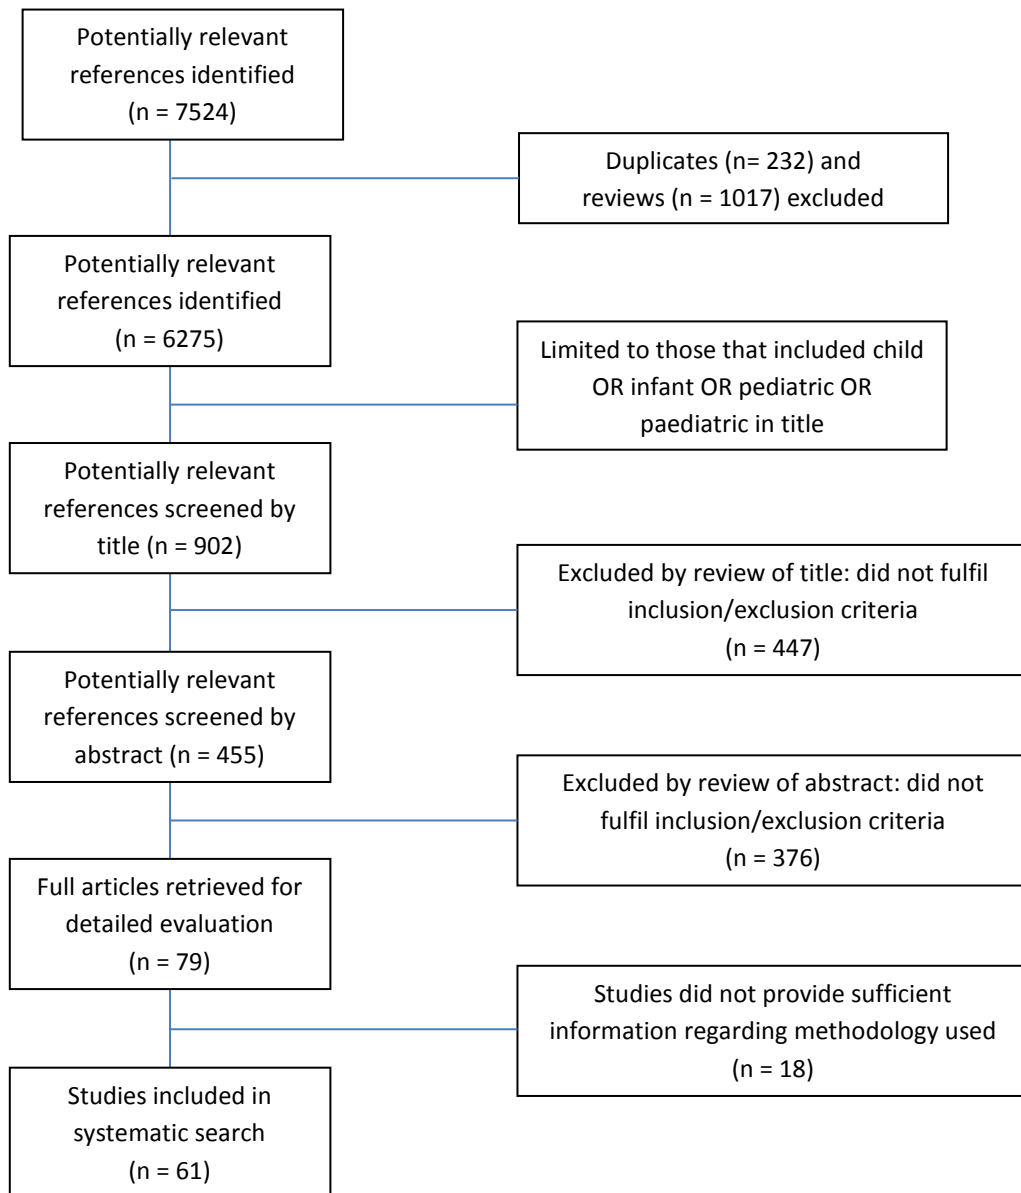 Potentially relevant
references identified
(n = 7524)
Duplicates (n= 232) and
reviews (n = 1017) excluded
Potentially relevant
references identified
(n = 6275)
Limited to those that included child
OR infant OR pediatric OR
paediatric in title
Potentially relevant
references screened by
title (n = 902)
Excluded by review of title: did not fulfil
inclusion/exclusion criteria
(n = 447)
Potentially relevant
references screened by
abstract (n = 455)
Excluded by review of abstract: did not
fulfil inclusion/exclusion criteria
(n = 376)
Full articles retrieved for
detailed evaluation
(n = 79)
Studies did not provide sufficient
information regarding methodology used
(n = 18)
Studies included in
systematic search
(n = 61)